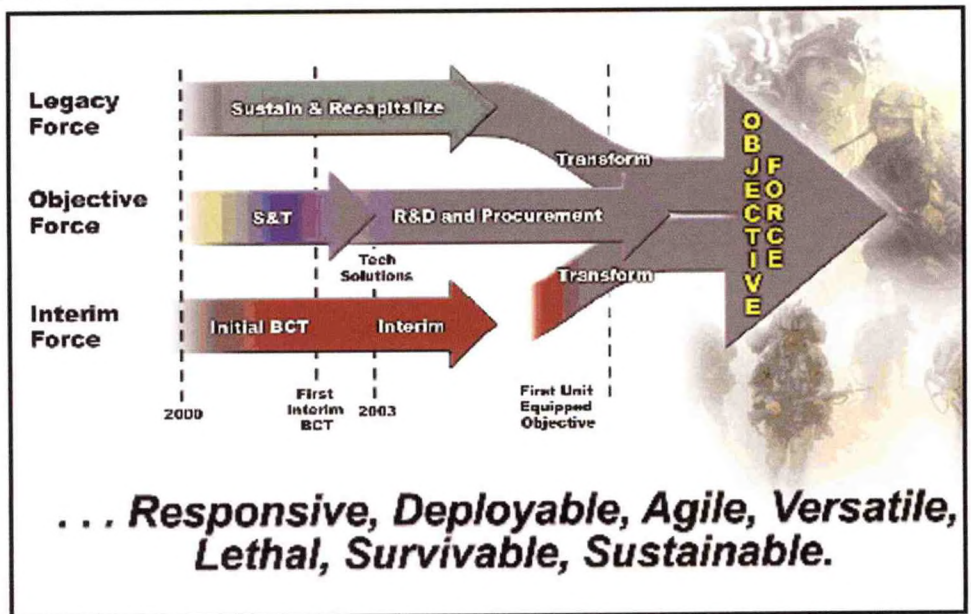 Legacy
Force
Sustain & Recapitalize
Transform
Objective
Force
S&T
R&D and Procurement
Tech
Solutions
Transform
Interim
Force
Initial BCT
Interim
2000
First
Interim
BCT
2003
First Unit
Equipped
Objective
OBJECTIVE
FORCE
. . . Responsive, Deployable, Agile, Versatile,
Lethal, Survivable, Sustainable.